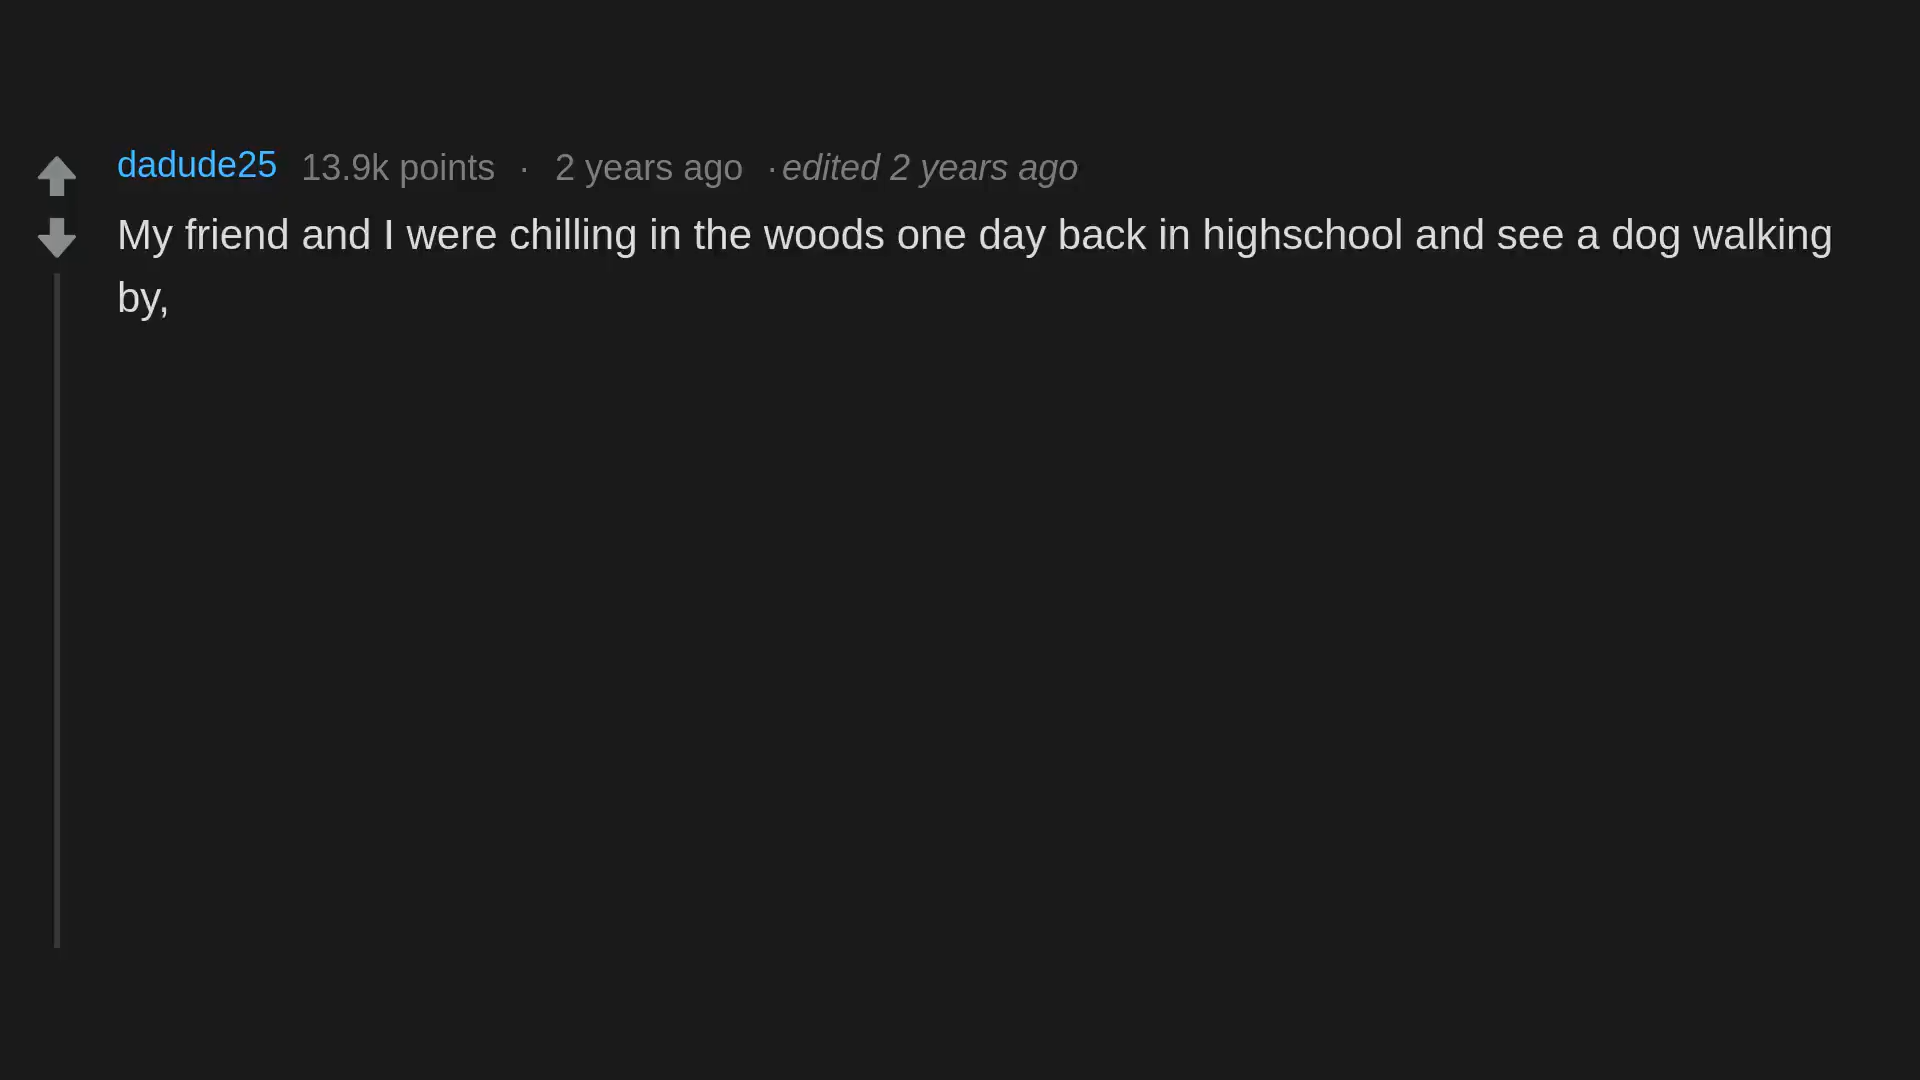 dadude25 13.9k points · 2 years ago · edited 2 years ago
My friend and I were chilling in the woods one day back in highschool and see a dog walking
by,